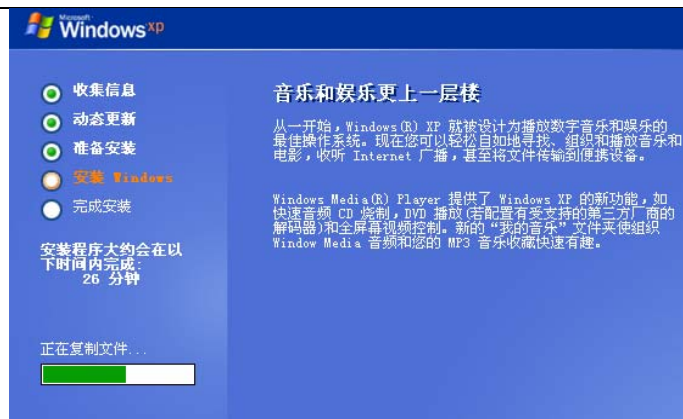 Microsoft
Windows xp
收集信息
动态更新
准备安装
安装 Windows
完成安装
安装程序大约会在以
下时间内完成:
26 分钟
正在复制文件...
音乐和娱乐更上一层楼
从一开始，Windows(R) XP 就被设计为播放数字音乐和娱乐的
最佳操作系统。现在您可以轻松自如地寻找、组织和播放音乐和
电影，收听 Internet 广播，甚至将文件传输到便携设备。
Windows Media(R) Player 提供了 Windows XP 的新功能，如
快速音频 CD 烧制，DVD 播放(若配置有受支持的第三方厂商的
解码器)和全屏幕视频控制。新的“我的音乐”文件夹使组织
Window Media 音频和您的 MP3 音乐收藏快速有趣。